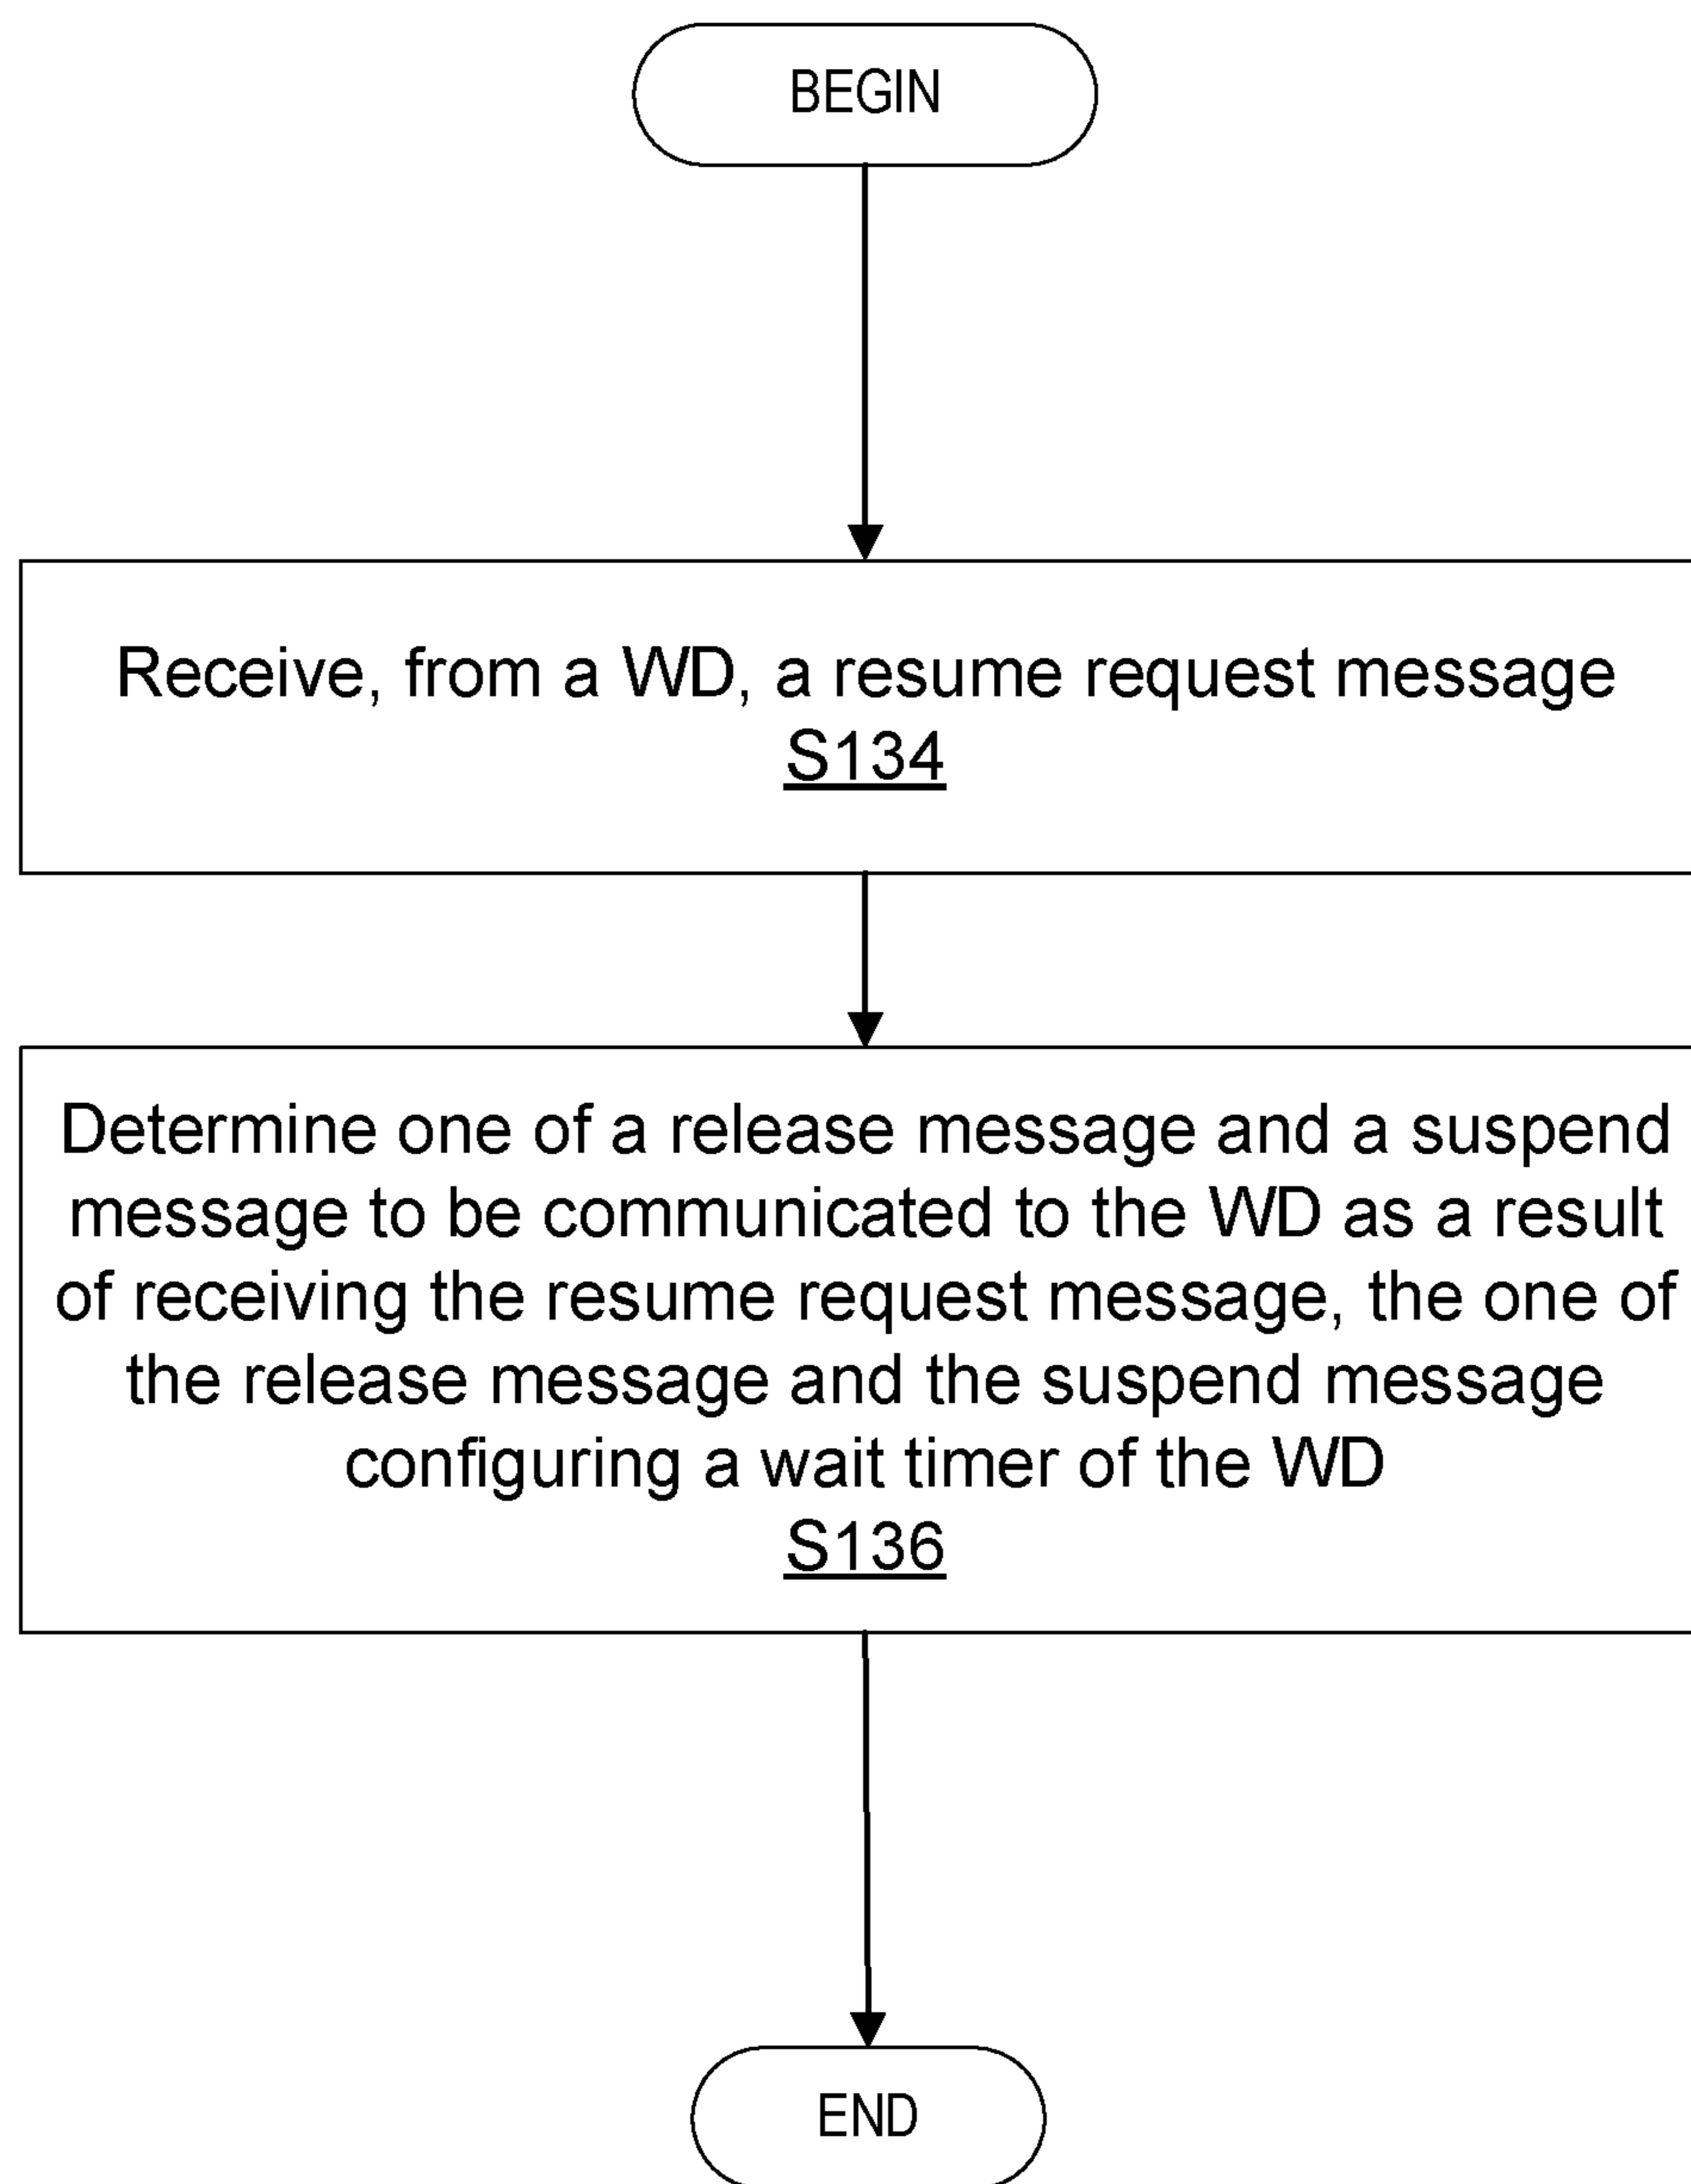 BEGIN
Receive, from a WD, a resume request message
S134
Determine one of a release message and a suspend
message to be communicated to the WD as a result
of receiving the resume request message, the one of
the release message and the suspend message
configuring a wait timer of the WD
S136
END